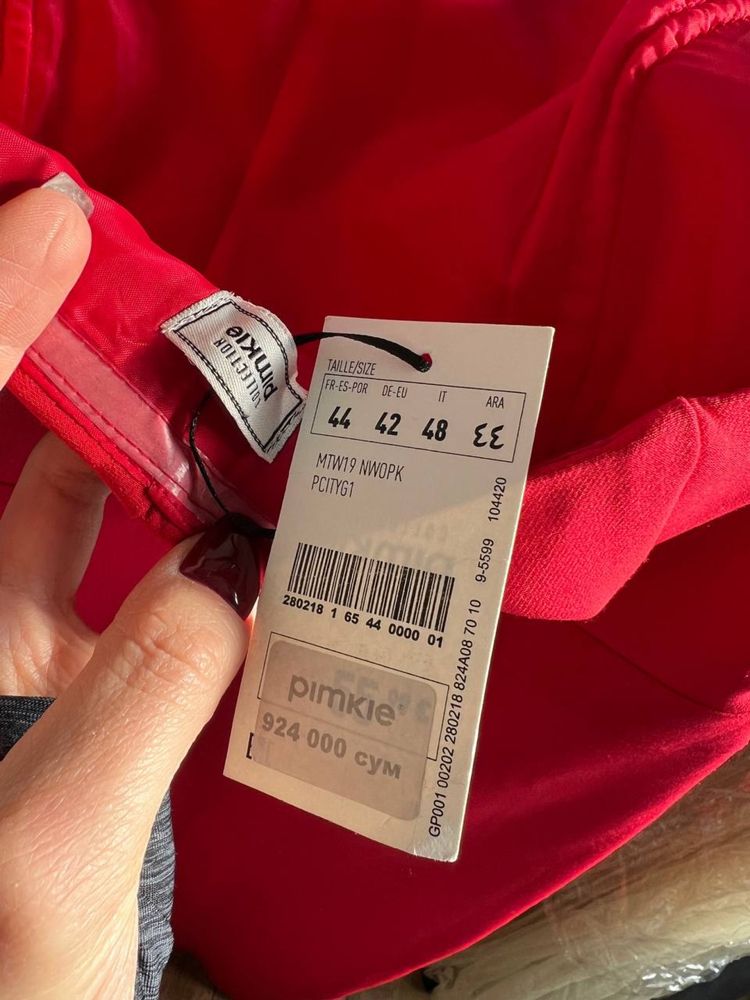 COLLECTION
pimkie
TAILLE/SIZE
FR-ES-POR DE-EU IT ARA
44 42 48 ٤٤
MTW19 NWOPK
PCITYG1
280218 1 65 44 0000 01
pimkie
924 000 сум
GP001 00202 280218 824A08 70 10 9-5599 104420